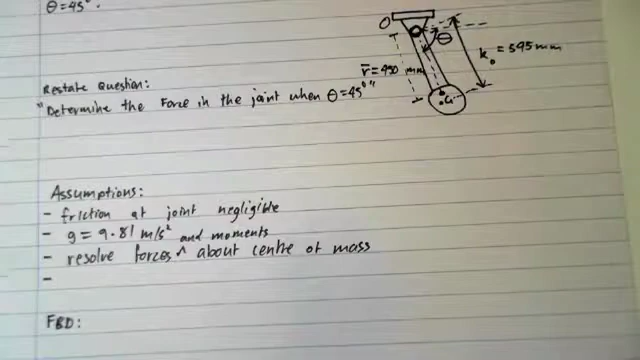 θ=45°.
O
θ
k₀ = 595 mm
r̄ = 450 mm
G
Restate Question:
"Determine the Force in the joint when θ=45°"
Assumptions:
- friction at joint negligible
- g = 9.81 m/s²
- resolve forces ^ and moments about centre of mass
-
FBD: